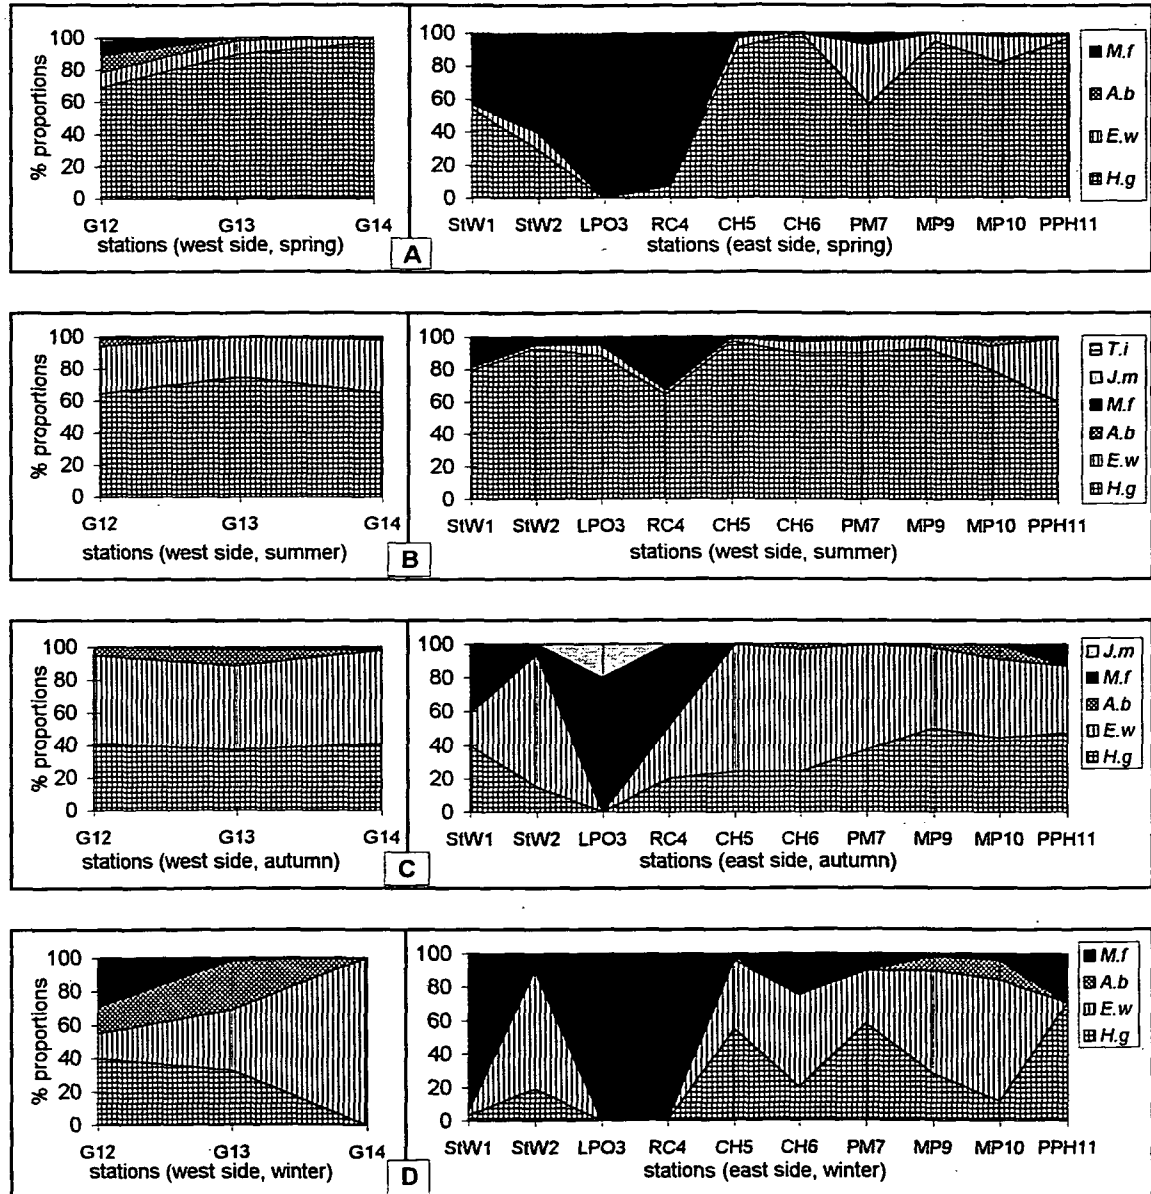 100
80
60
40
20
0
% proportions
G12 G13 G14
stations (west side, spring)
A
100
80
60
40
20
0
StW1 StW2 LPO3 RC4 CH5 CH6 PM7 MP9 MP10 PPH11
stations (east side, spring)
M.f
A.b
E.w
H.g
100
80
60
40
20
0
% proportions
G12 G13 G14
stations (west side, summer)
B
100
80
60
40
20
0
StW1 StW2 LPO3 RC4 CH5 CH6 PM7 MP9 MP10 PPH11
stations (west side, summer)
T.i
J.m
M.f
A.b
E.w
H.g
100
80
60
40
20
0
% proportions
G12 G13 G14
stations (west side, autumn)
C
100
80
60
40
20
0
StW1 StW2 LPO3 RC4 CH5 CH6 PM7 MP9 MP10 PPH11
stations (east side, autumn)
J.m
M.f
A.b
E.w
H.g
100
80
60
40
20
0
% proportions
G12 G13 G14
stations (west side, winter)
D
100
80
60
40
20
0
StW1 StW2 LPO3 RC4 CH5 CH6 PM7 MP9 MP10 PPH11
stations (east side, winter)
M.f
A.b
E.w
H.g